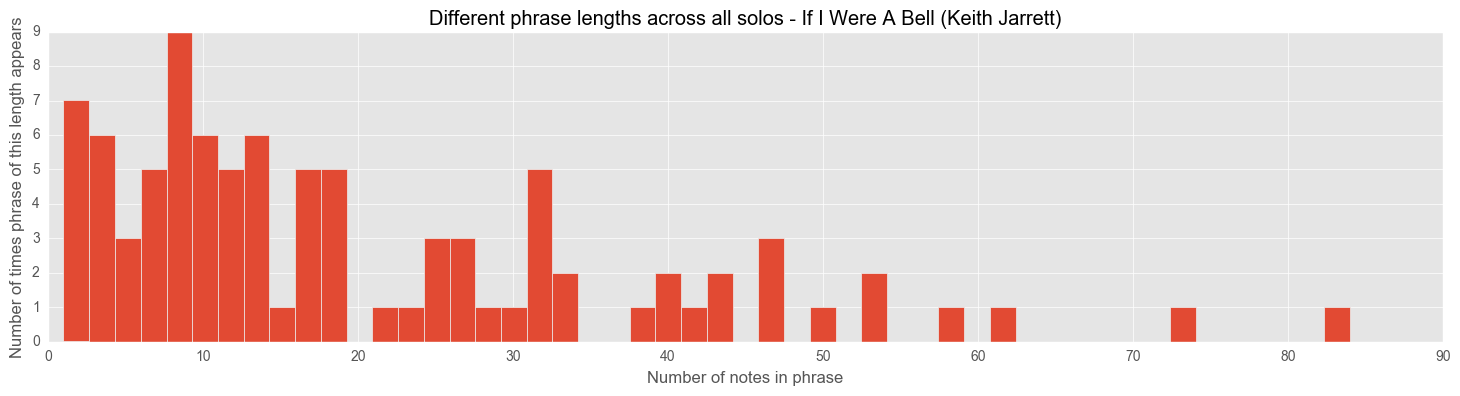 Different phrase lengths across all solos - If I Were A Bell (Keith Jarrett)
Number of times phrase of this length appears
9
8
7
6
5
4
3
2
1
0
0 10 20 30 40 50 60 70 80 90
Number of notes in phrase